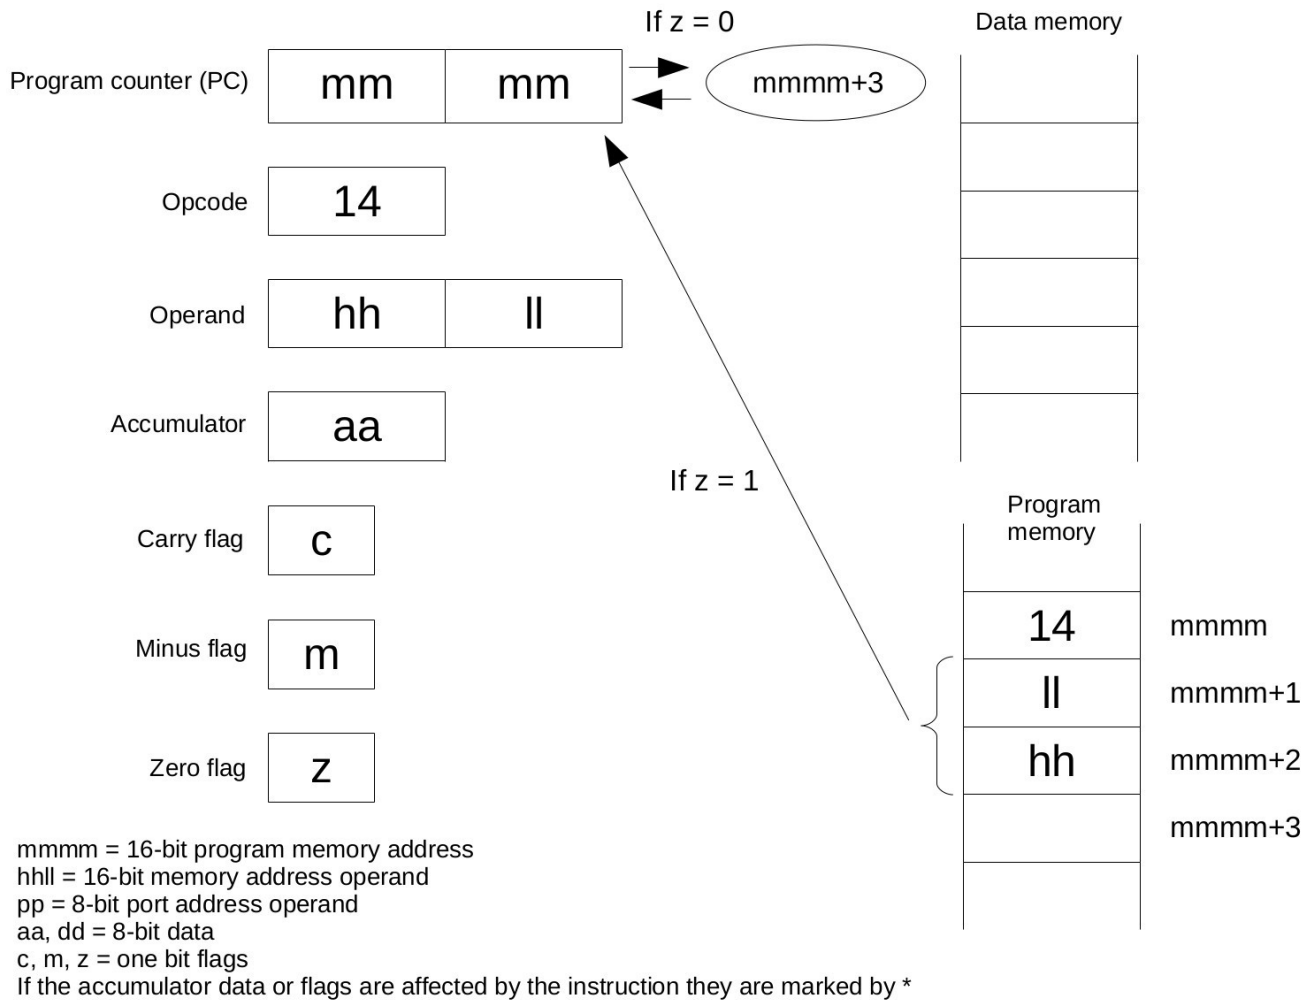 If z = 0
Data memory
Program counter (PC)
mm
mm
mmmm+3
Opcode
14
Operand
hh
ll
Accumulator
aa
If z = 1
Carry flag
c
Minus flag
m
Zero flag
z
Program
memory
14
mmmm
ll
mmmm+1
hh
mmmm+2
mmmm+3
mmmm = 16-bit program memory address
hhll = 16-bit memory address operand
pp = 8-bit port address operand
aa, dd = 8-bit data
c, m, z = one bit flags
If the accumulator data or flags are affected by the instruction they are marked by *